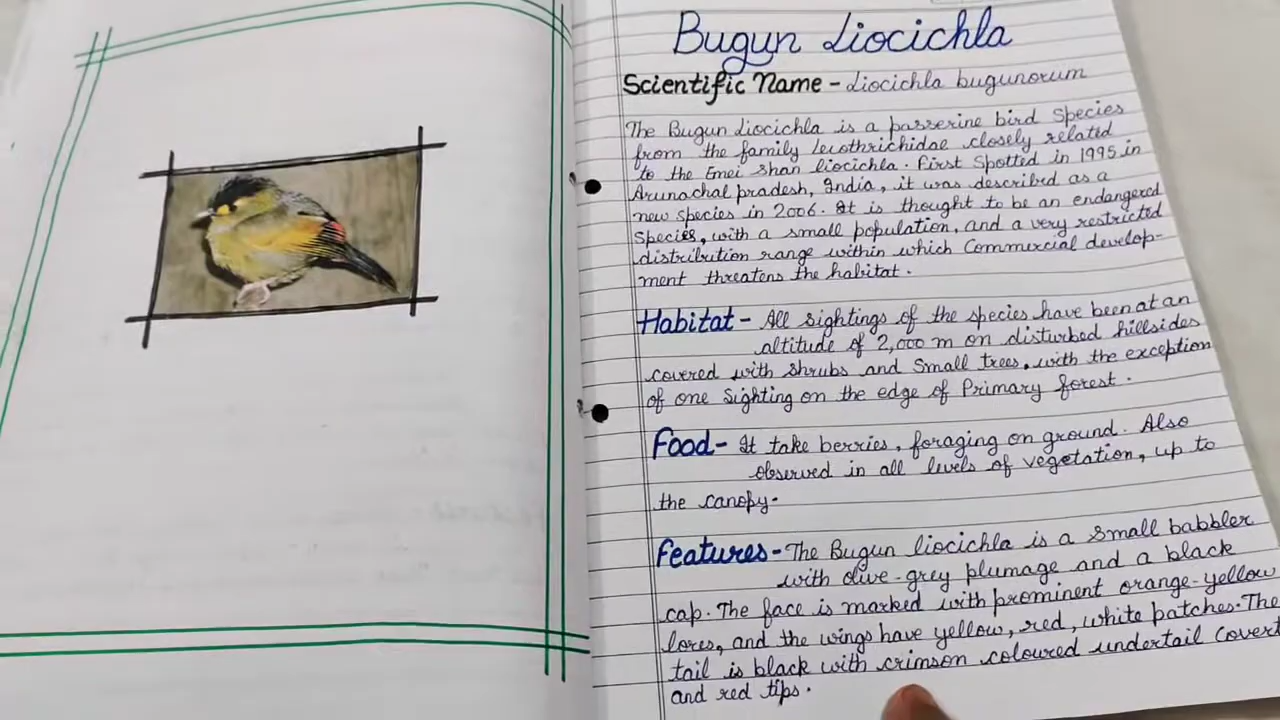 Bugun Liocichla
Scientific Name - Liocichla bugunorum
The Bugun Liocichla is a passerine bird species
from the family leiothrichidae closely related
to the Emei Shan liocichla. First spotted in 1995 in
Arunachal pradesh, India, it was described as a
new species in 2006. It is thought to be an endangered
species, with a small population, and a very restricted
distribution range within which Commercial develop-
ment threatens the habitat.
Habitat - All sightings of the species have been at an
altitude of 2,000 m on disturbed hillsides
covered with shrubs and small trees, with the exception
of one sighting on the edge of Primary forest.
Food - It take berries, foraging on ground. Also
observed in all levels of vegetation, up to
the canopy.
Features - The Bugun liocichla is a small babbler
with olive-grey plumage and a black
cap. The face is marked with prominent orange-yellow
lores, and the wings have yellow, red, white patches. The
tail is black with crimson coloured undertail covert
and red tips.